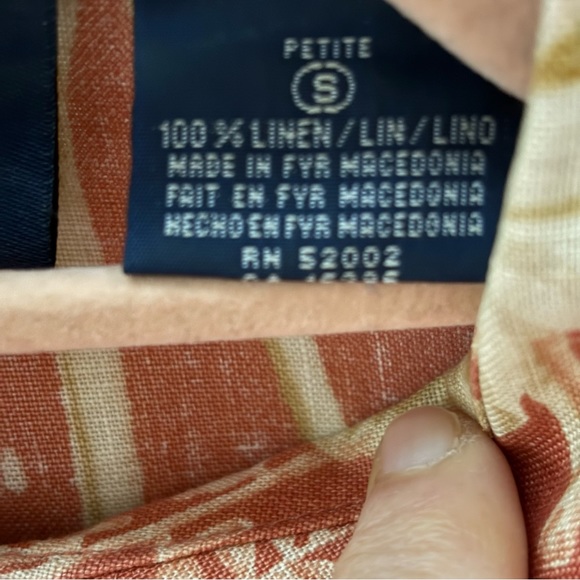 PETITE
S
100% LINEN/LIN/LINO
MADE IN FYR MACEDONIA
FAIT EN FYR MACEDONIA
HECHO EN FYR MACEDONIA
RN 52002